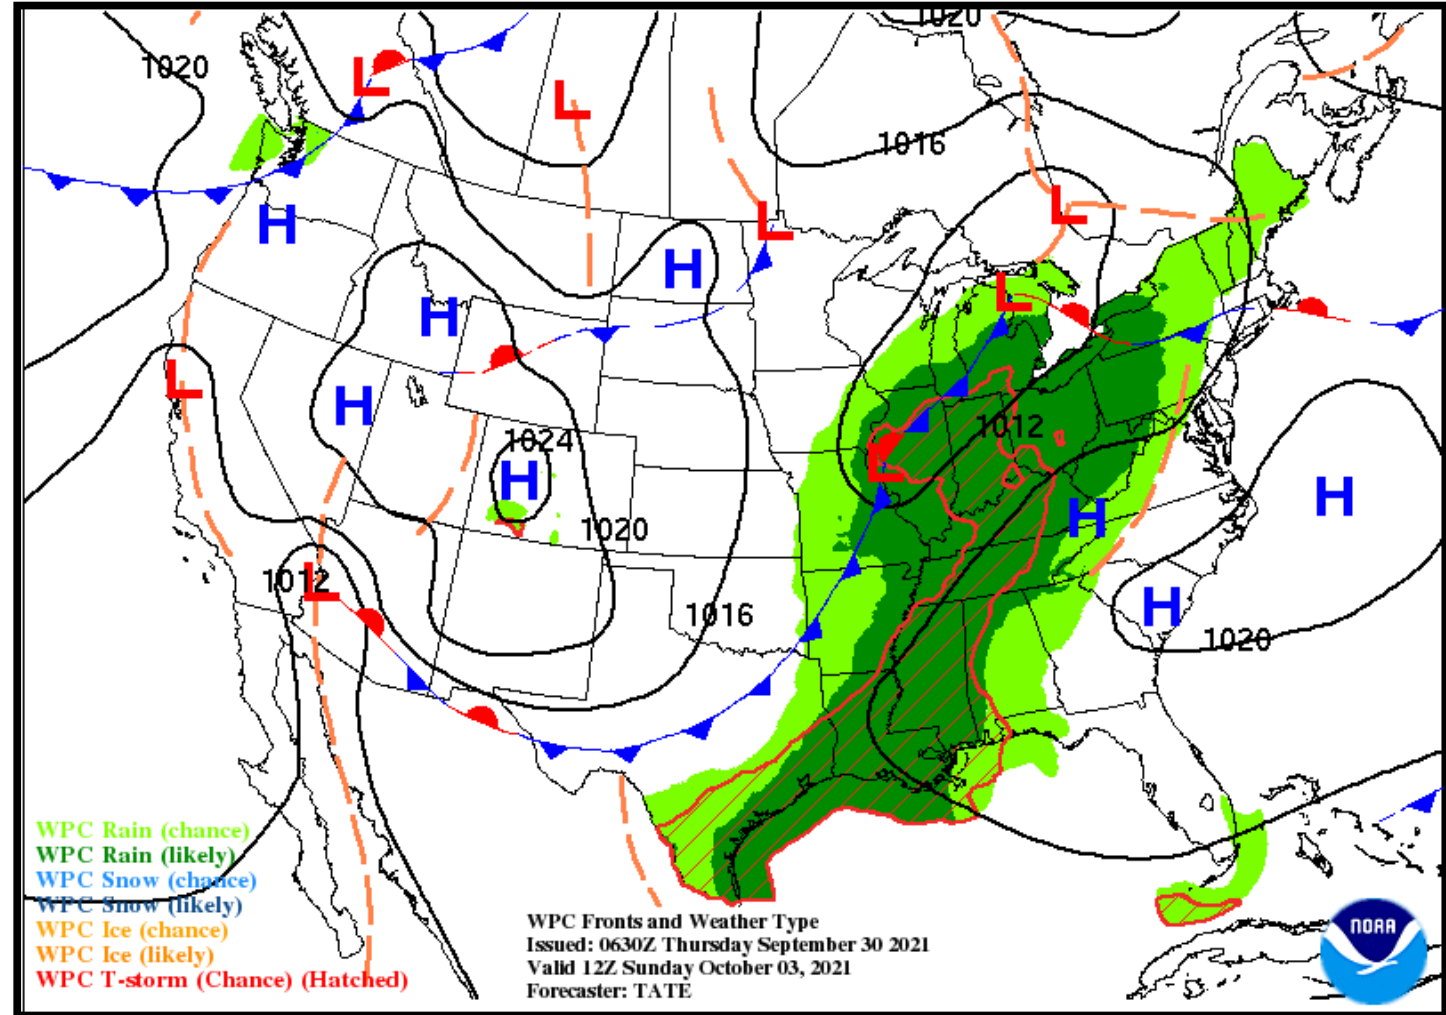 1020
L
L
1020
L
1016
H
L
L
H
H
L
L
1012
H
1024
H
L
H
H
1020
H
1012
L
1016
1020
WPC Rain (chance)
WPC Rain (likely)
WPC Snow (chance)
WPC Snow (likely)
WPC Ice (chance)
WPC Ice (likely)
WPC T-storm (Chance) (Hatched)
WPC Fronts and Weather Type
Issued: 0630Z Thursday September 30 2021
Valid 12Z Sunday October 03, 2021
Forecaster: TATE
NOAA